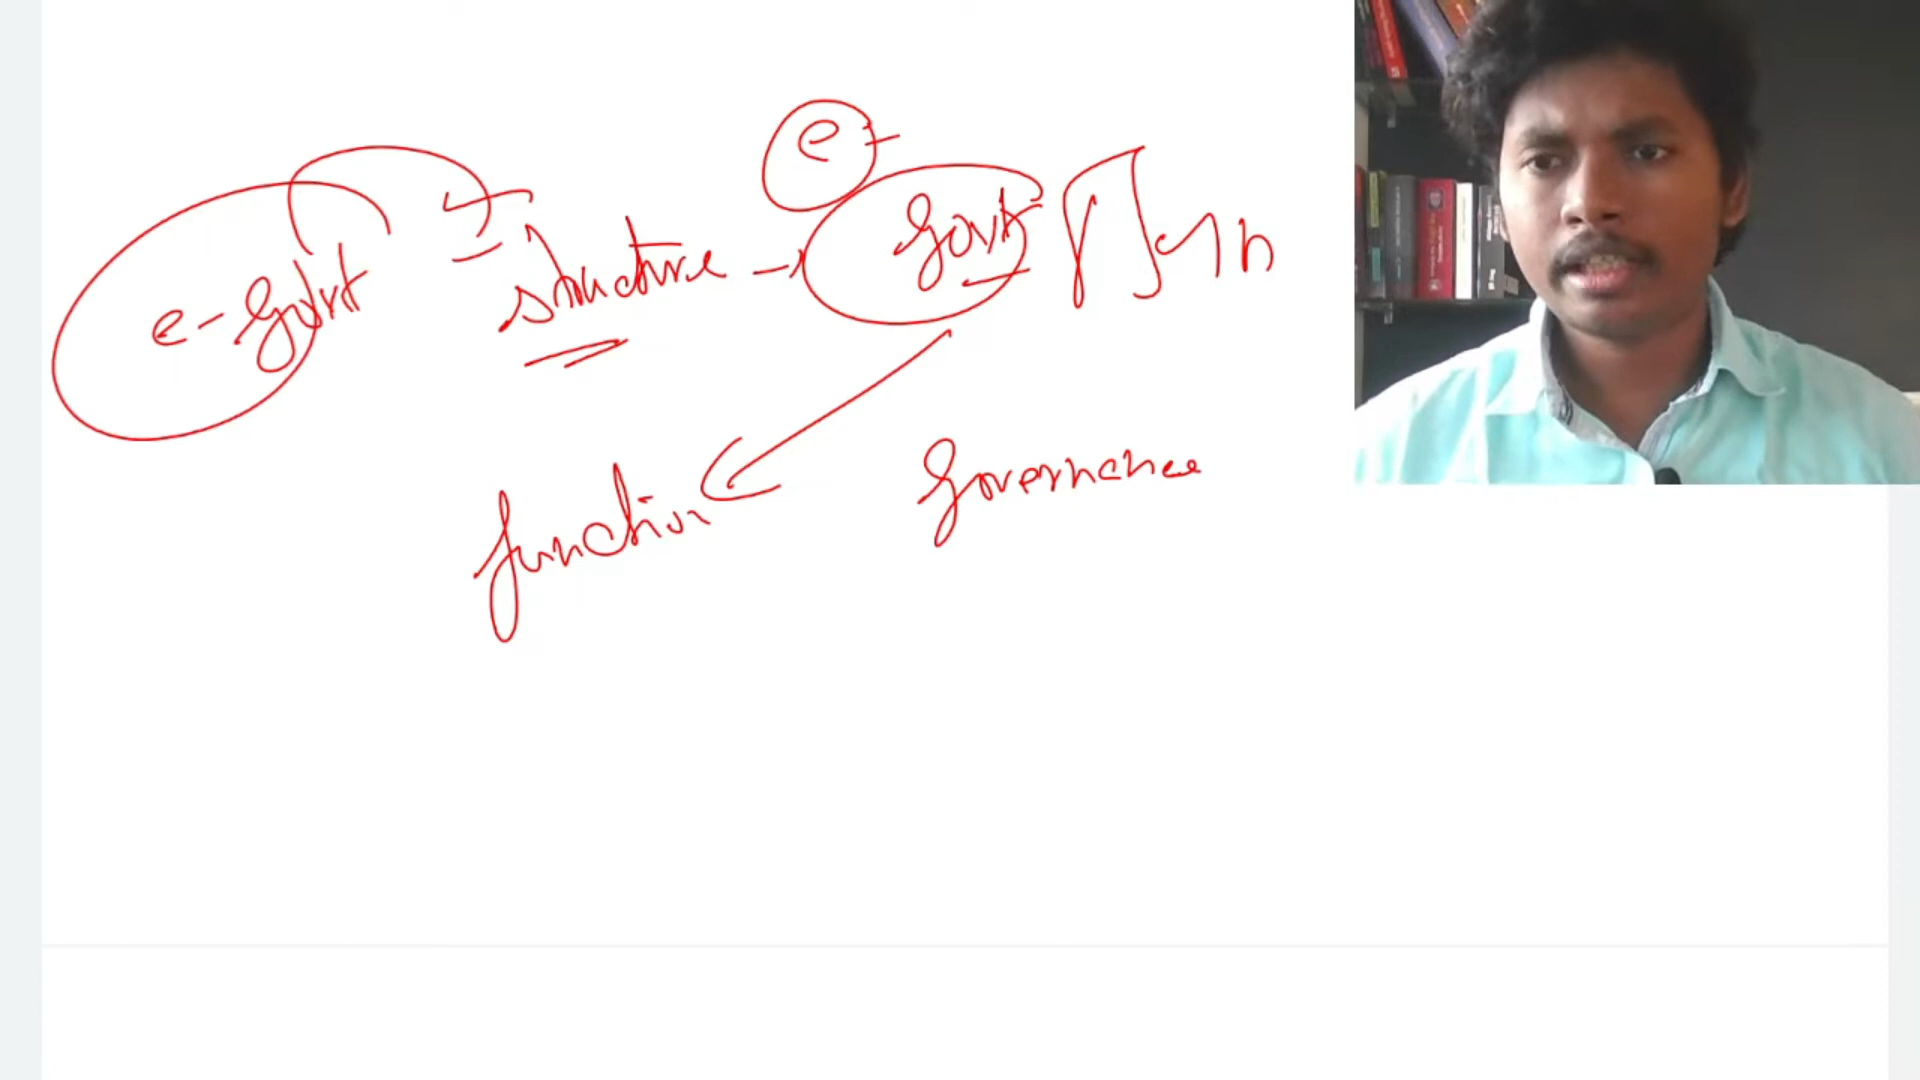 e-
e-Govt structure → Govt
function Governance